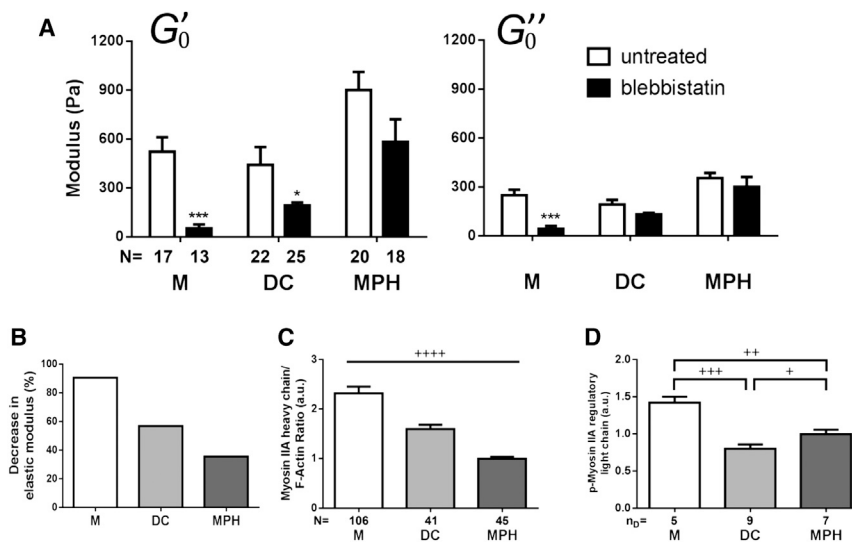 A
G′0
G″0
1200
900
600
300
0
Modulus (Pa)
*** * 
N= 17 13 22 25 20 18
M DC MPH
1200
900
600
300
0
untreated
blebbistatin
***
M DC MPH
B
100
80
60
40
20
0
Decrease in
elastic modulus (%)
M DC MPH
C
++++
3
2
1
0
Myosin IIA heavy chain/
F-Actin Ratio (a.u.)
N= 106 41 45
M DC MPH
D
++
+++ +
2.0
1.5
1.0
0.5
0.0
p-Myosin IIA regulatory
light chain (a.u.)
nD= 5 9 7
M DC MPH